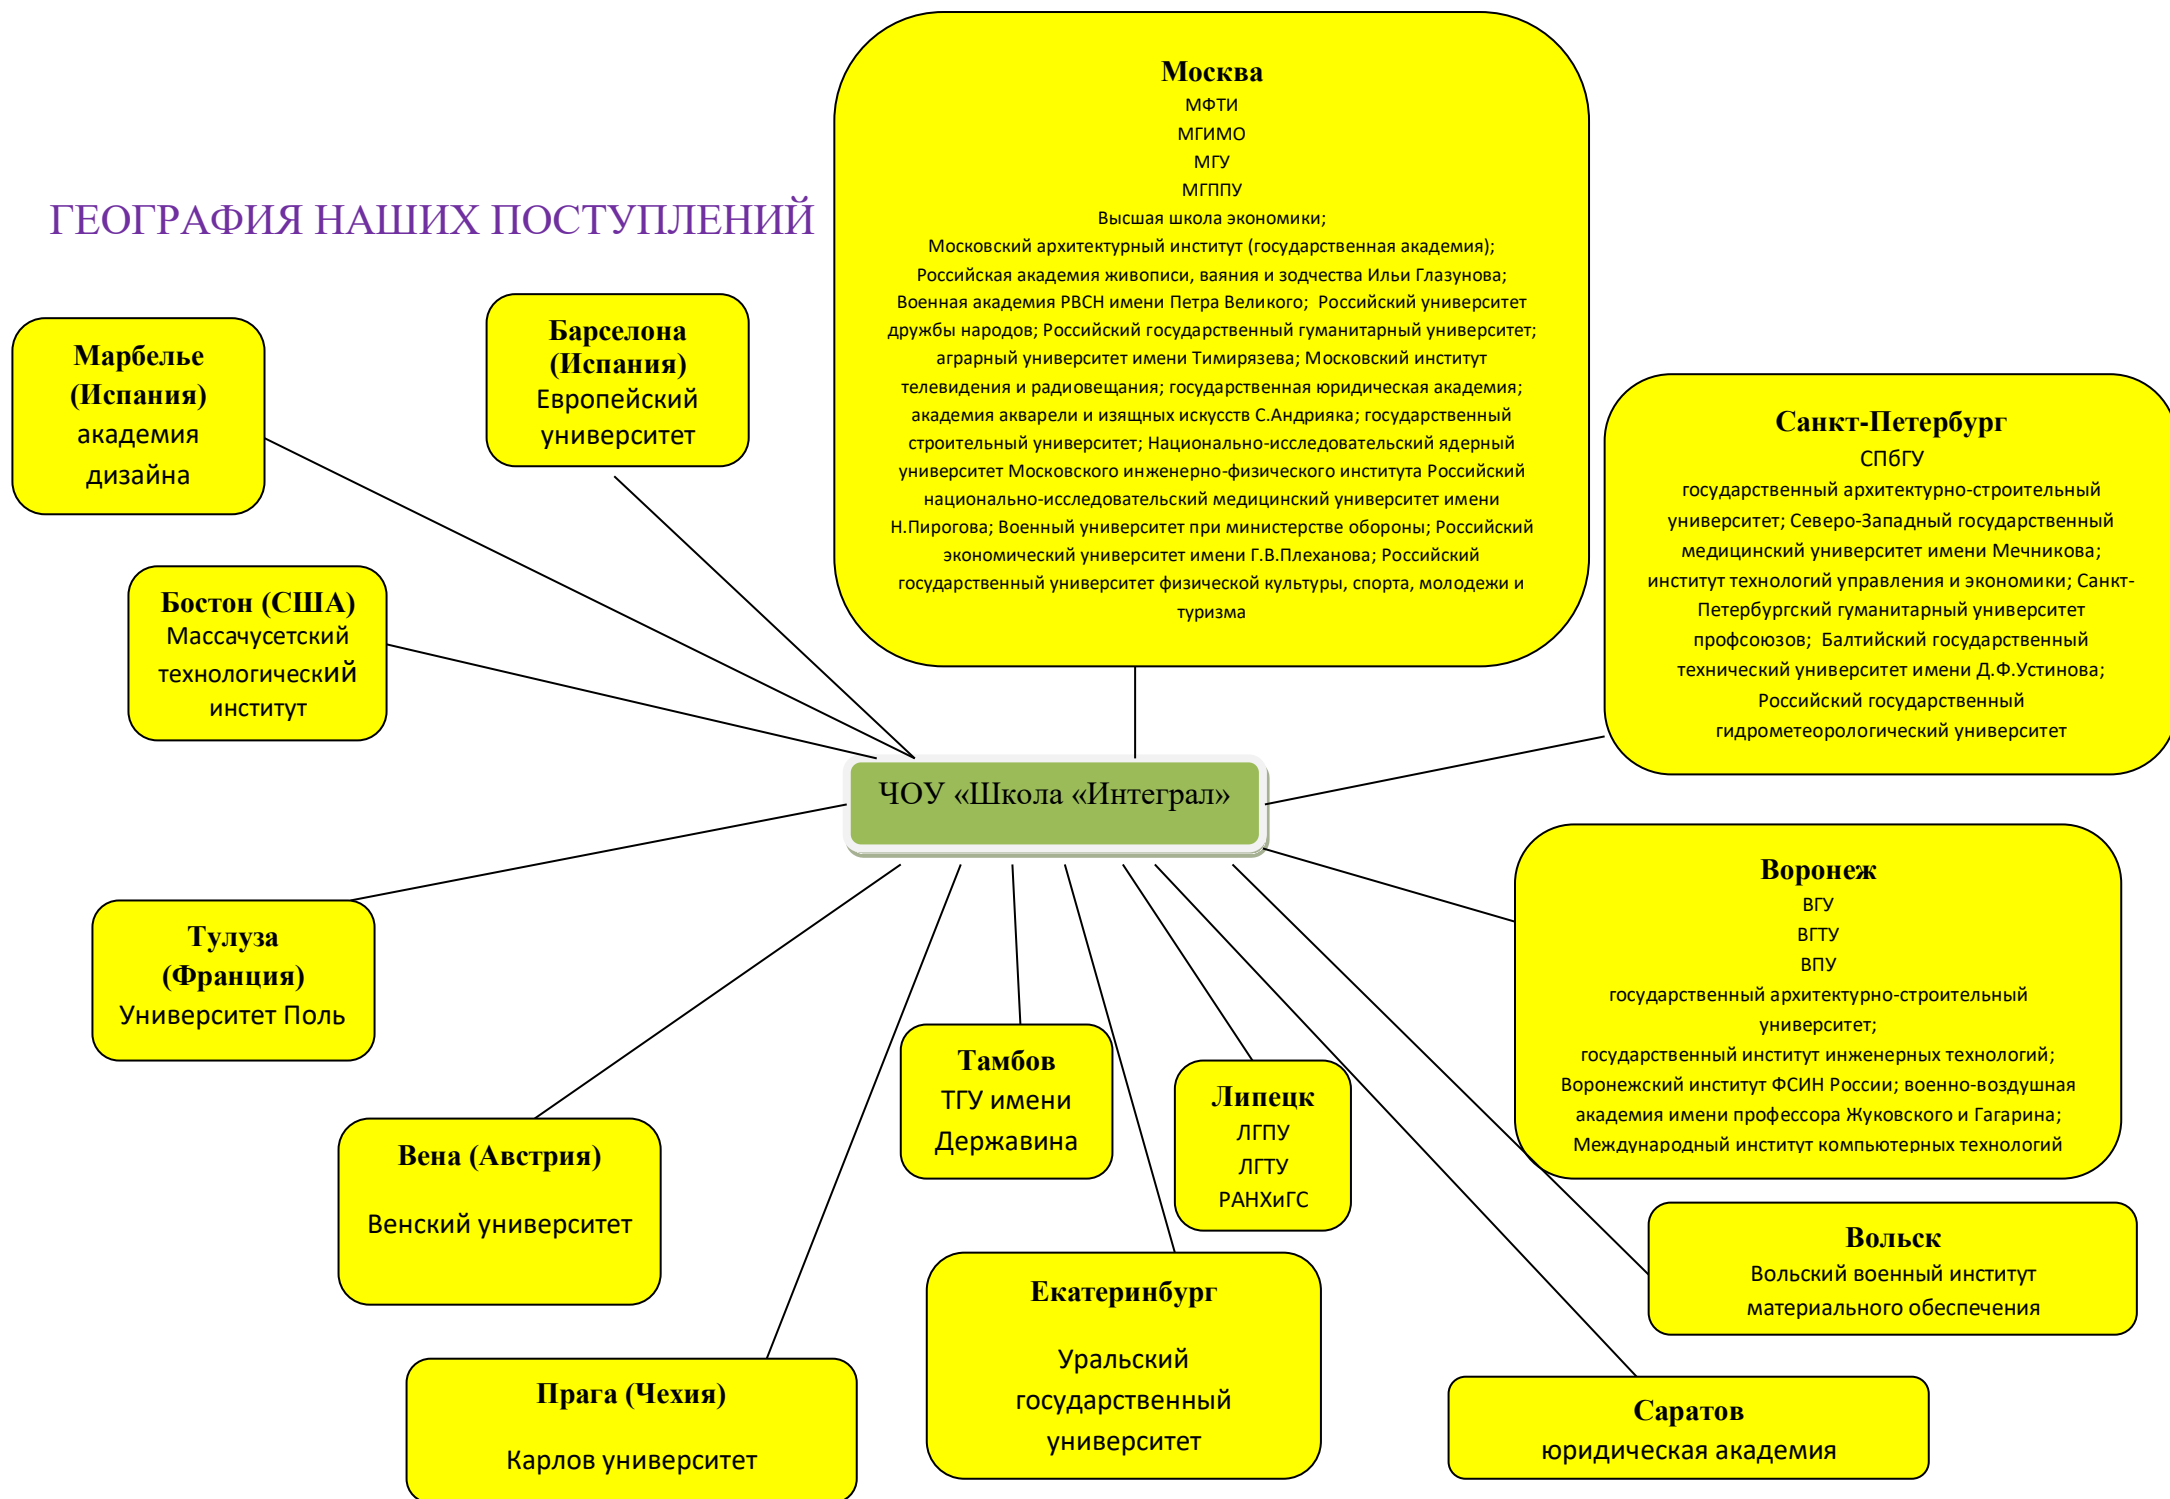 ГЕОГРАФИЯ НАШИХ ПОСТУПЛЕНИЙ
Москва
МФТИ
МГИМО
МГУ
МГППУ
Высшая школа экономики;
Московский архитектурный институт (государственная академия);
Российская академия живописи, ваяния и зодчества Ильи Глазунова;
Военная академия РВСН имени Петра Великого; Российский университет
дружбы народов; Российский государственный гуманитарный университет;
аграрный университет имени Тимирязева; Московский институт
телевидения и радиовещания; государственная юридическая академия;
академия акварели и изящных искусств С.Андрияка; государственный
строительный университет; Национально-исследовательский ядерный
университет Московского инженерно-физического института Российский
национально-исследовательский медицинский университет имени
Н.Пирогова; Военный университет при министерстве обороны; Российский
экономический университет имени Г.В.Плеханова; Российский
государственный университет физической культуры, спорта, молодежи и
туризма
Барселона
(Испания)
Европейский
университет
Марбелье
(Испания)
академия
дизайна
Бостон (США)
Массачусетский
технологический
институт
Санкт-Петербург
СПбГУ
государственный архитектурно-строительный
университет; Северо-Западный государственный
медицинский университет имени Мечникова;
институт технологий управления и экономики; Санкт-
Петербургский гуманитарный университет
профсоюзов; Балтийский государственный
технический университет имени Д.Ф.Устинова;
Российский государственный
гидрометеорологический университет
ЧОУ «Школа «Интеграл»
Тулуза
(Франция)
Университет Поль
Воронеж
ВГУ
ВГТУ
ВПУ
государственный архитектурно-строительный
университет;
государственный институт инженерных технологий;
Воронежский институт ФСИН России; военно-воздушная
академия имени профессора Жуковского и Гагарина;
Международный институт компьютерных технологий
Вена (Австрия)
Венский университет
Тамбов
ТГУ имени
Державина
Липецк
ЛГПУ
ЛГТУ
РАНХиГС
Вольск
Вольский военный институт
материального обеспечения
Екатеринбург
Уральский
государственный
университет
Прага (Чехия)
Карлов университет
Саратов
юридическая академия